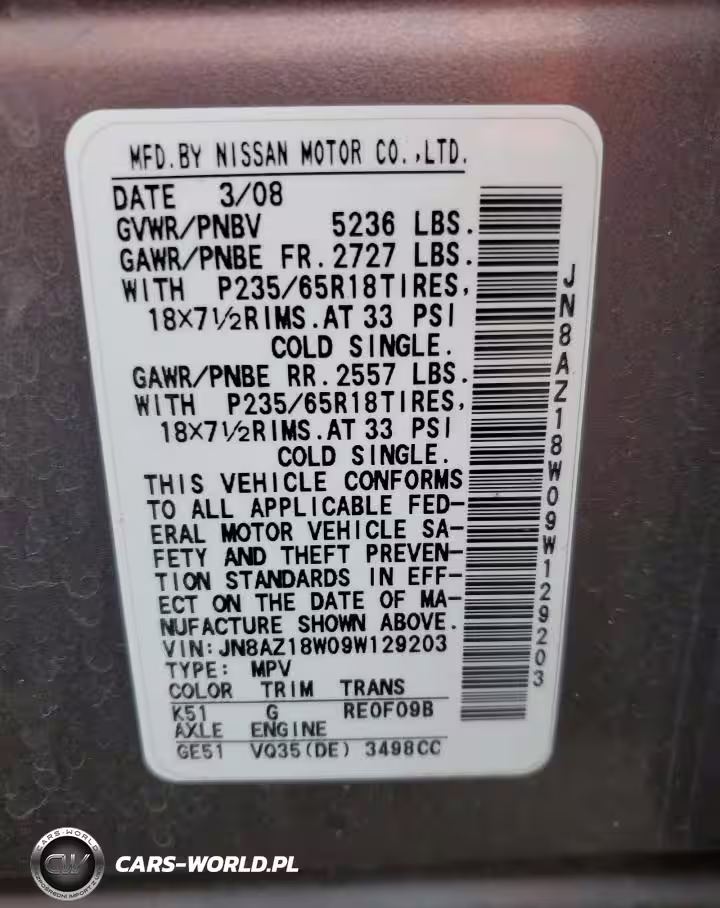 MFD.BY NISSAN MOTOR CO.,LTD.
DATE 3/08
GVWR/PNBV 5236 LBS.
GAWR/PNBE FR.2727 LBS.
WITH P235/65R18TIRES,
18×7½RIMS.AT 33 PSI
COLD SINGLE.
GAWR/PNBE RR.2557 LBS.
WITH P235/65R18TIRES,
18×7½RIMS.AT 33 PSI
COLD SINGLE.
THIS VEHICLE CONFORMS
TO ALL APPLICABLE FED-
ERAL MOTOR VEHICLE SA-
FETY AND THEFT PREVEN-
TION STANDARDS IN EFF-
ECT ON THE DATE OF MA-
NUFACTURE SHOWN ABOVE.
VIN:JN8AZ18W09W129203
TYPE: MPV
COLOR TRIM TRANS
K51 G RE0F09B
AXLE ENGINE
GE51 VQ35(DE) 3498CC
JN8AZ18W09W129203
CARS-WORLD
CW
CARS-WORLD.PL